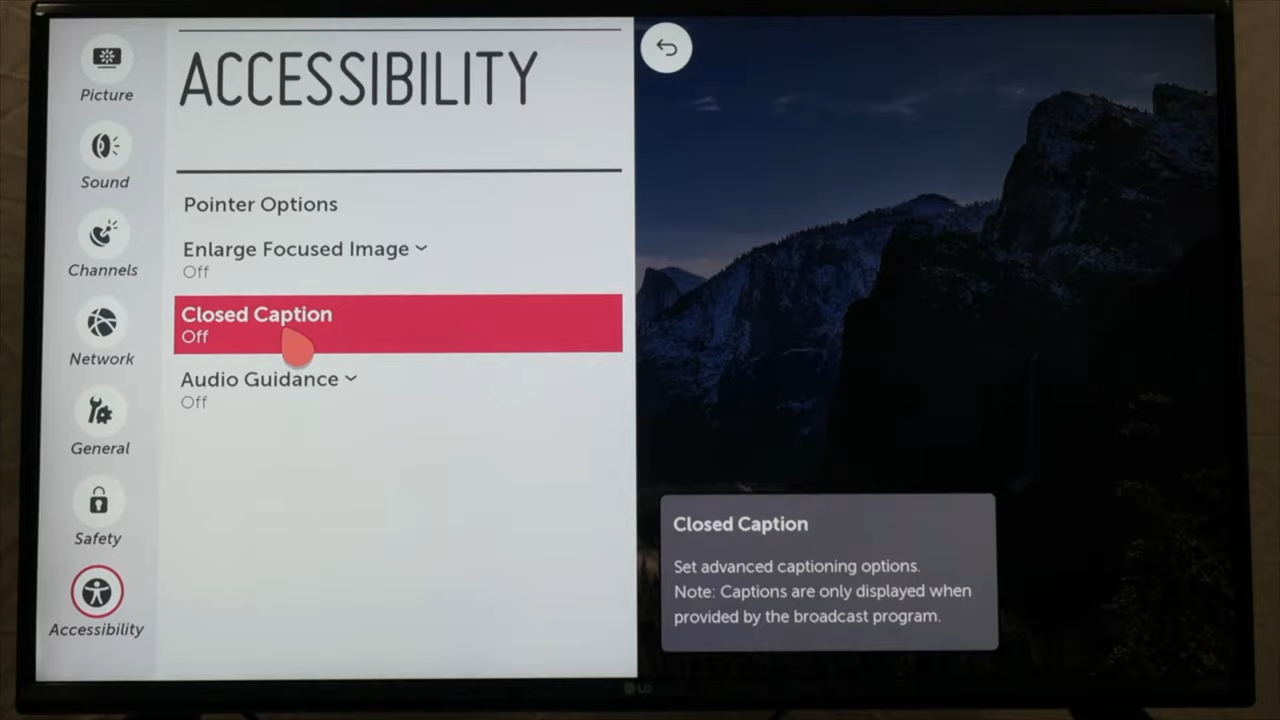 Picture
Sound
Channels
Network
General
Safety
Accessibility
ACCESSIBILITY
Pointer Options
Enlarge Focused Image
Off
Closed Caption
Off
Audio Guidance
Off
Closed Caption
Set advanced captioning options.
Note: Captions are only displayed when
provided by the broadcast program.
LG